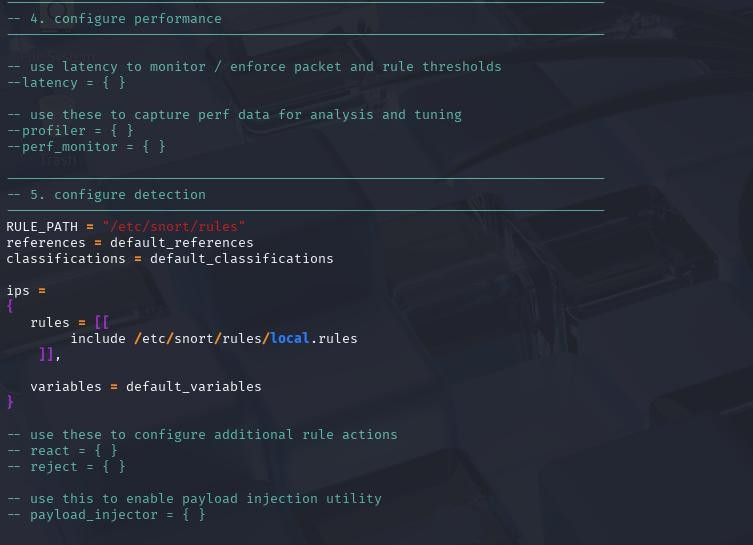 -- 4. configure performance
-- use latency to monitor / enforce packet and rule thresholds
--latency = { }
-- use these to capture perf data for analysis and tuning
--profiler = { }
--perf_monitor = { }
-- 5. configure detection
RULE_PATH = "/etc/snort/rules"
references = default_references
classifications = default_classifications
ips =
{
rules = [[
include /etc/snort/rules/local.rules
]],
variables = default_variables
}
-- use these to configure additional rule actions
-- react = { }
-- reject = { }
-- use this to enable payload injection utility
-- payload_injector = { }
Trash